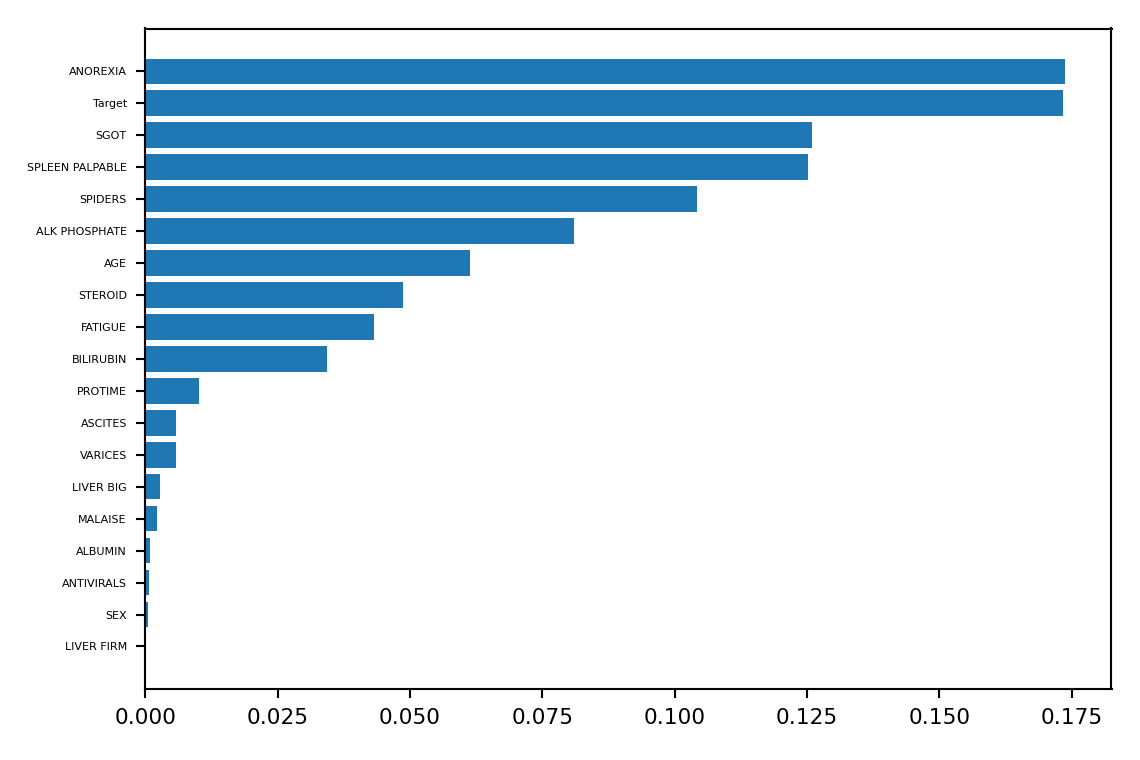 ANOREXIA
Target
SGOT
SPLEEN PALPABLE
SPIDERS
ALK PHOSPHATE
AGE
STEROID
FATIGUE
BILIRUBIN
PROTIME
ASCITES
VARICES
LIVER BIG
MALAISE
ALBUMIN
ANTIVIRALS
SEX
LIVER FIRM
0.000 0.025 0.050 0.075 0.100 0.125 0.150 0.175